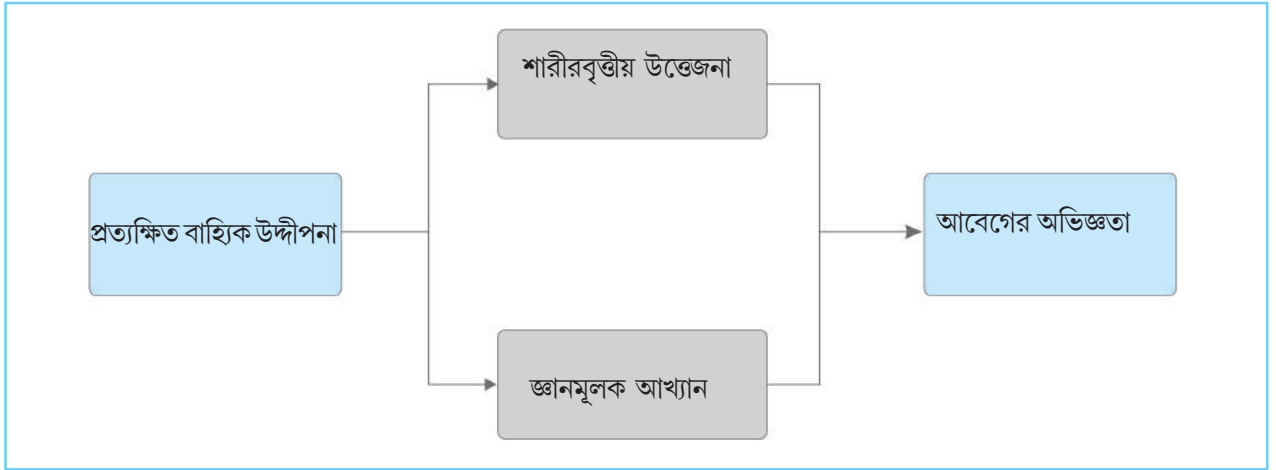 শারীরবৃত্তীয় উত্তেজনা
প্রত্যক্ষিত বাহ্যিক উদ্দীপনা
আবেগের অভিজ্ঞতা
জ্ঞানমূলক আখ্যান